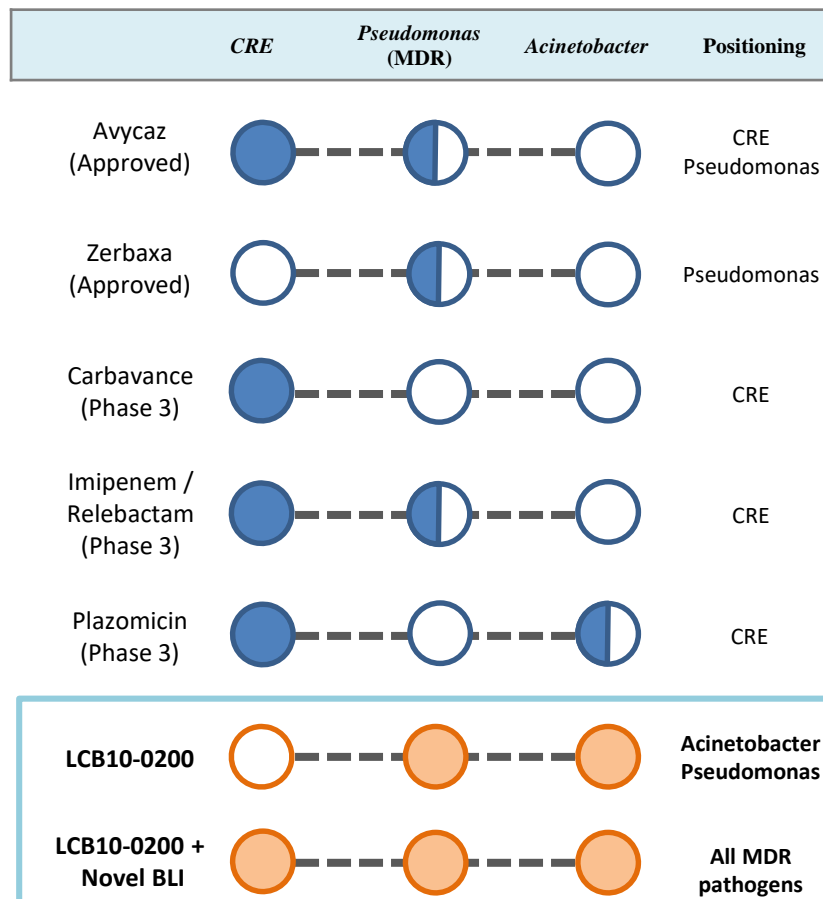 CRE
Pseudomonas
(MDR)
Acinetobacter
Positioning
Avycaz
(Approved)
CRE
Pseudomonas
Zerbaxa
(Approved)
Pseudomonas
Carbavance
(Phase 3)
CRE
Imipenem /
Relebactam
(Phase 3)
CRE
Plazomicin
(Phase 3)
CRE
LCB10-0200
Acinetobacter
Pseudomonas
LCB10-0200 +
Novel BLI
All MDR
pathogens